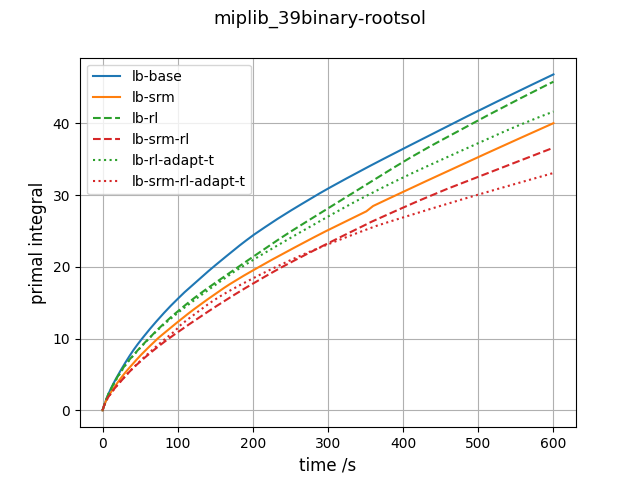 miplib_39binary-rootsol
lb-base
lb-srm
lb-rl
lb-srm-rl
lb-rl-adapt-t
lb-srm-rl-adapt-t
primal integral
40
30
20
10
0
0 100 200 300 400 500 600
time /s